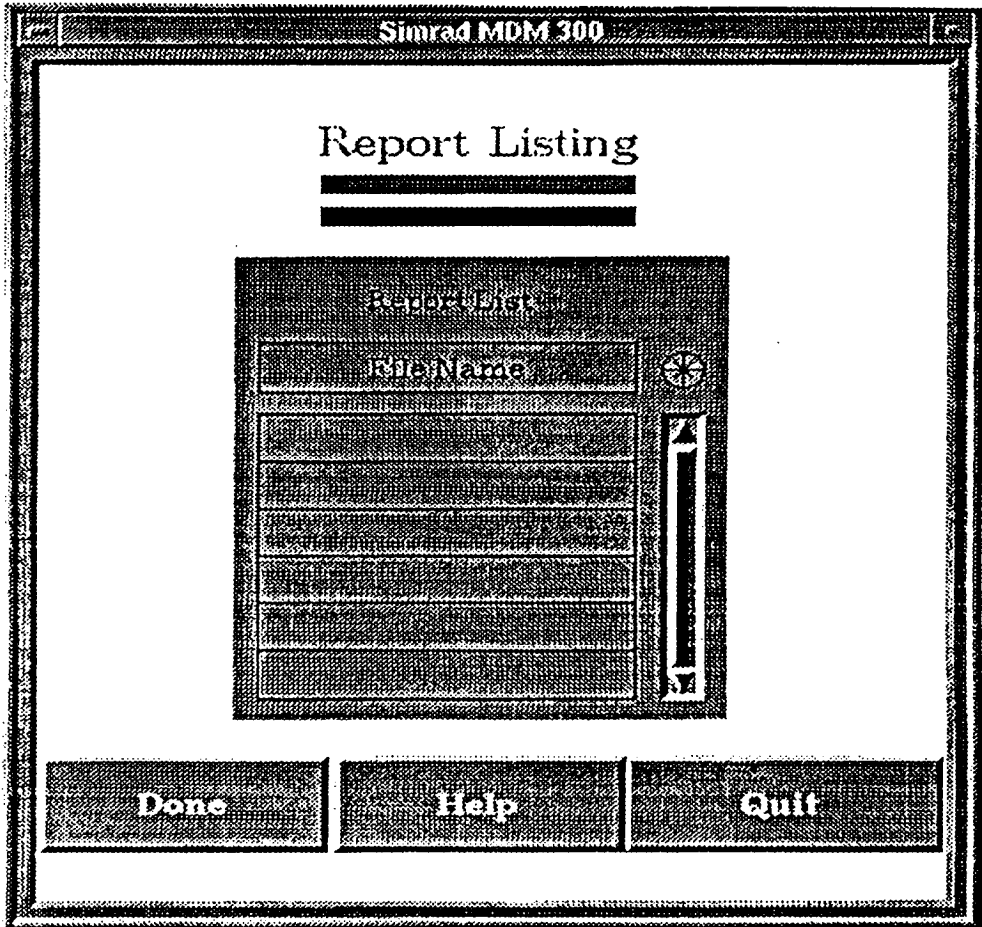 Simrad MDM 300
Report Listing
Report List
File Name
Done
Help
Quit